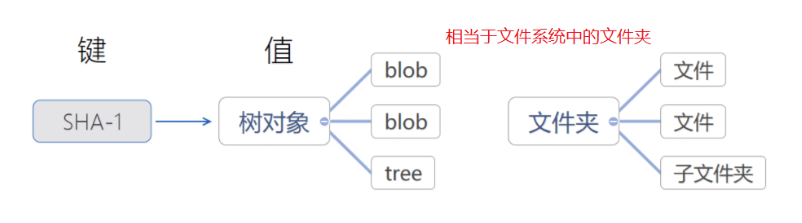 键
值
相当于文件系统中的文件夹
SHA-1
树对象
blob
blob
tree
文件夹
文件
文件
子文件夹